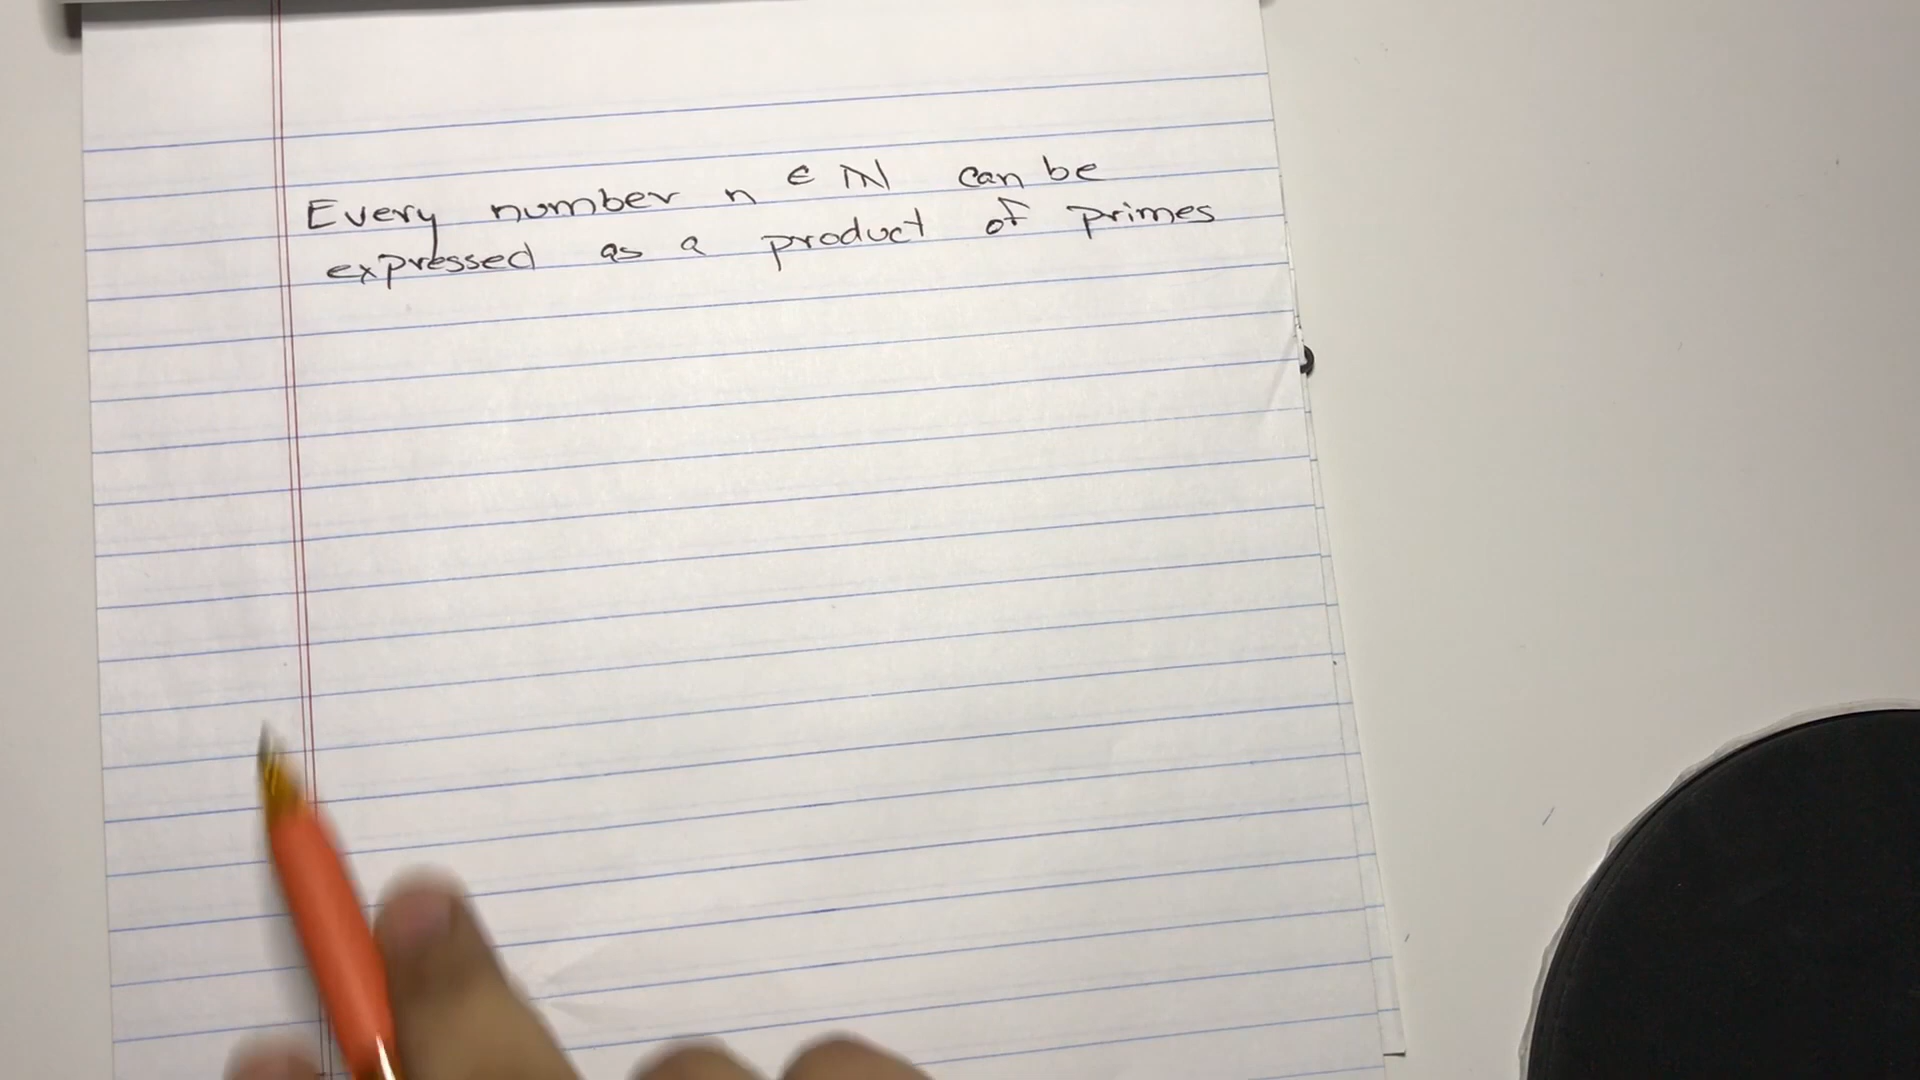 Every number n ∈ ℕ can be
expressed as a product of primes